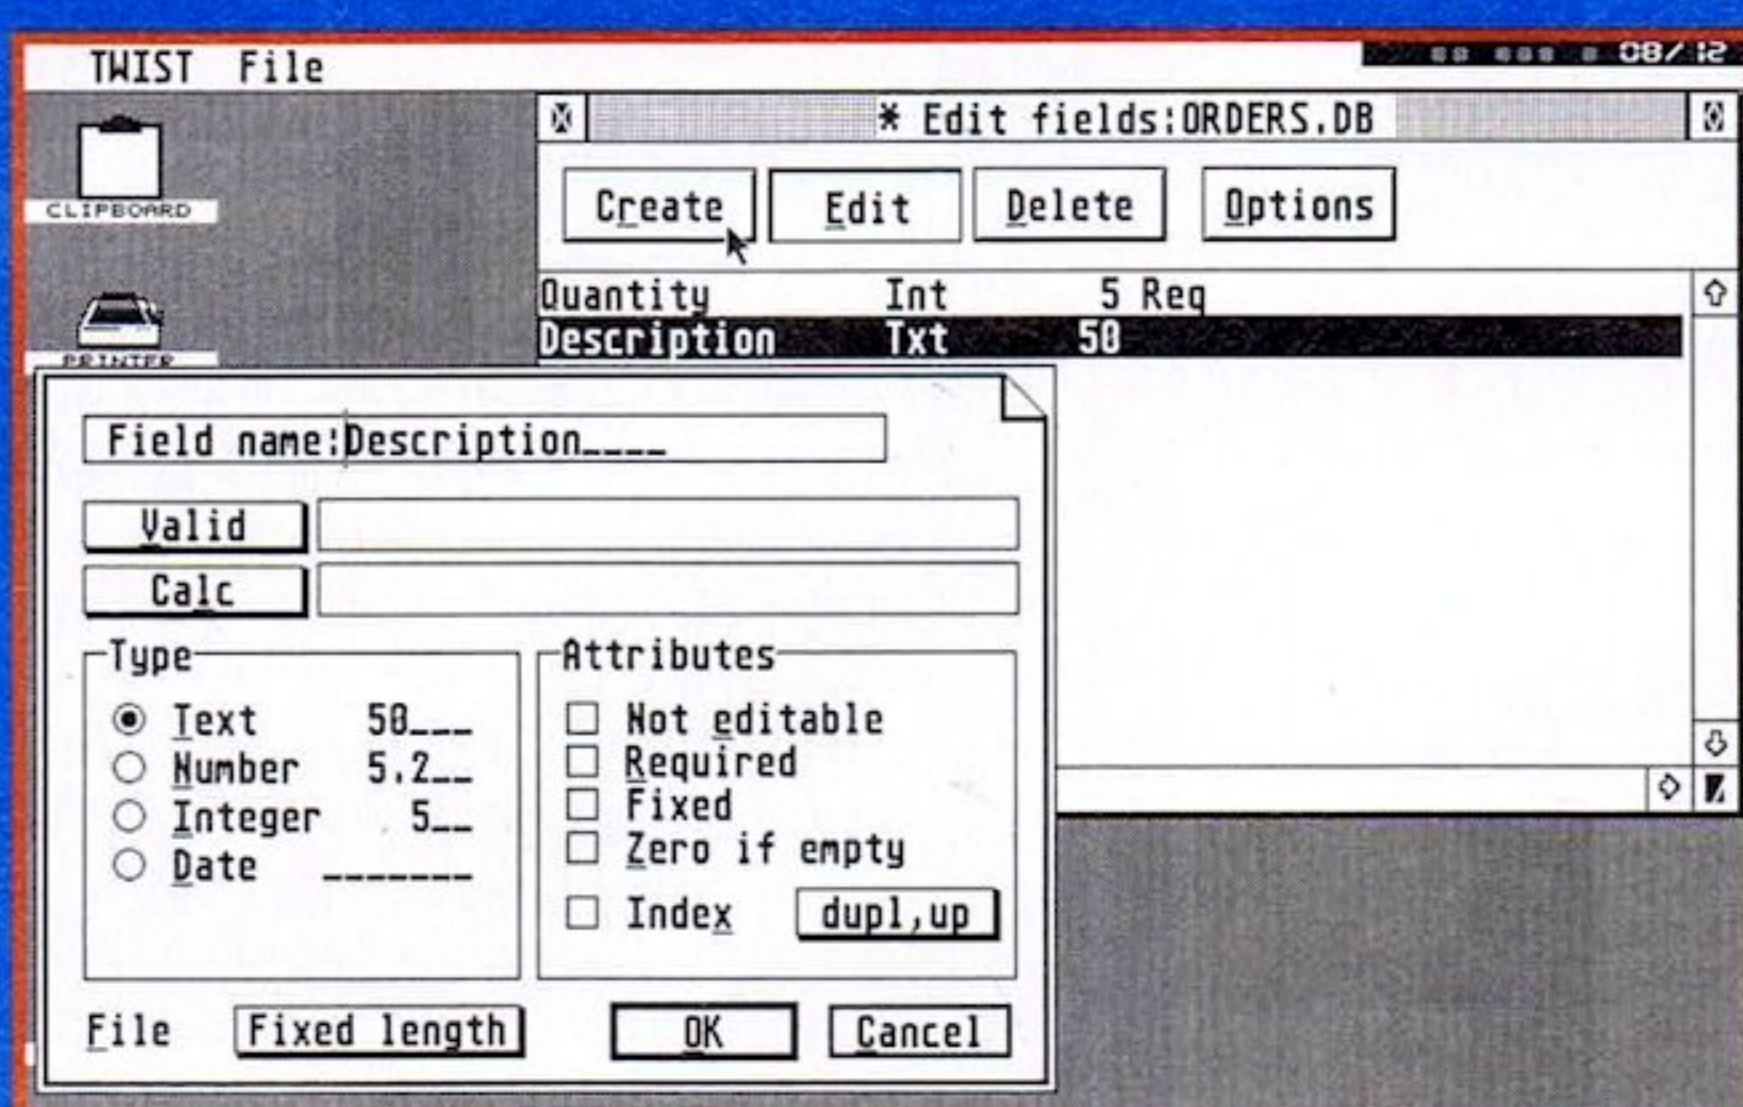 TWIST File
08/12
* Edit fields:ORDERS.DB
CLIPBOARD
Create Edit Delete Options
PRINTER
Quantity Int 5 Req
Description Txt 50
Field name:Description____
Valid
Calc
Type
Text 50___
Number 5.2__
Integer 5__
Date _______
Attributes
Not editable
Required
Fixed
Zero if empty
Index dupl,up
File Fixed length OK Cancel